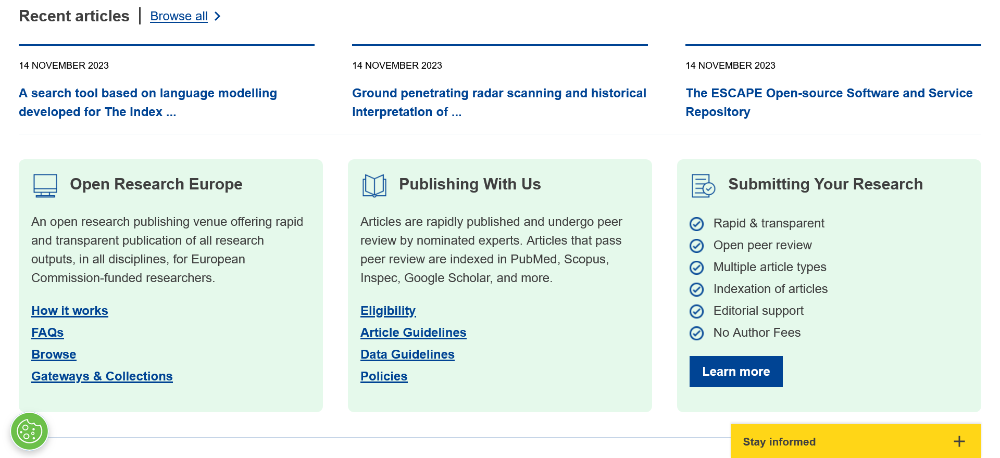 Recent articles
Browse all
14 NOVEMBER 2023
A search tool based on language modelling
developed for The Index ...
14 NOVEMBER 2023
Ground penetrating radar scanning and historical
interpretation of ...
14 NOVEMBER 2023
The ESCAPE Open-source Software and Service
Repository
Open Research Europe
An open research publishing venue offering rapid
and transparent publication of all research
outputs, in all disciplines, for European
Commission-funded researchers.
How it works
FAQs
Browse
Gateways & Collections
Publishing With Us
Articles are rapidly published and undergo peer
review by nominated experts. Articles that pass
peer review are indexed in PubMed, Scopus,
Inspec, Google Scholar, and more.
Eligibility
Article Guidelines
Data Guidelines
Policies
Submitting Your Research
Rapid & transparent
Open peer review
Multiple article types
Indexation of articles
Editorial support
No Author Fees
Learn more
Stay informed